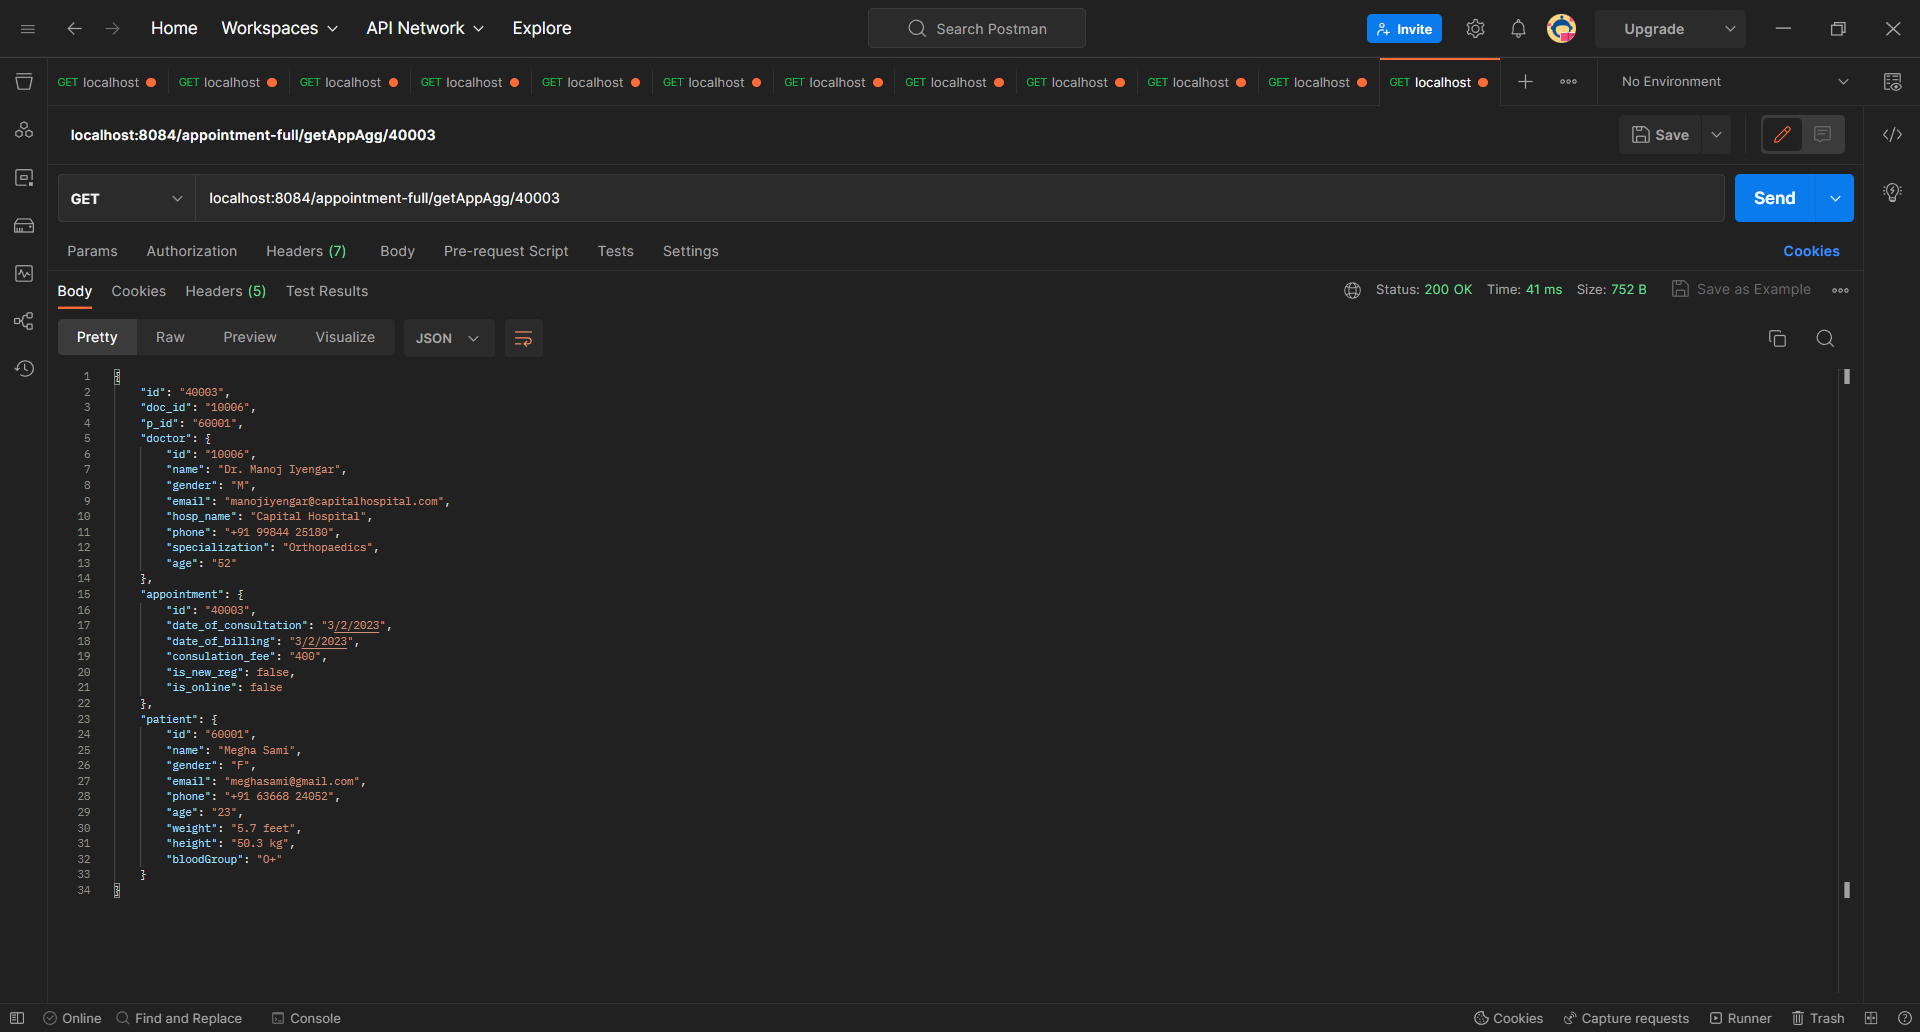 Home Workspaces API Network Explore Search Postman Invite Upgrade
GET localhost GET localhost GET localhost GET localhost GET localhost GET localhost GET localhost GET localhost GET localhost GET localhost GET localhost GET localhost No Environment
localhost:8084/appointment-full/getAppAgg/40003 Save
GET localhost:8084/appointment-full/getAppAgg/40003 Send
Params Authorization Headers (7) Body Pre-request Script Tests Settings Cookies
Body Cookies Headers (5) Test Results Status: 200 OK Time: 41 ms Size: 752 B Save as Example
Pretty Raw Preview Visualize JSON
1 {
2 "id": "40003",
3 "doc_id": "10006",
4 "p_id": "60001",
5 "doctor": {
6 "id": "10006",
7 "name": "Dr. Manoj Iyengar",
8 "gender": "M",
9 "email": "manojiyengar@capitalhospital.com",
10 "hosp_name": "Capital Hospital",
11 "phone": "+91 99844 25180",
12 "specialization": "Orthopaedics",
13 "age": "52"
14 },
15 "appointment": {
16 "id": "40003",
17 "date_of_consultation": "3/2/2023",
18 "date_of_billing": "3/2/2023",
19 "consulation_fee": "400",
20 "is_new_reg": false,
21 "is_online": false
22 },
23 "patient": {
24 "id": "60001",
25 "name": "Megha Sami",
26 "gender": "F",
27 "email": "meghasami@gmail.com",
28 "phone": "+91 63668 24052",
29 "age": "23",
30 "weight": "5.7 feet",
31 "height": "50.3 kg",
32 "bloodGroup": "O+"
33 }
34 }
Online Find and Replace Console Cookies Capture requests Runner Trash